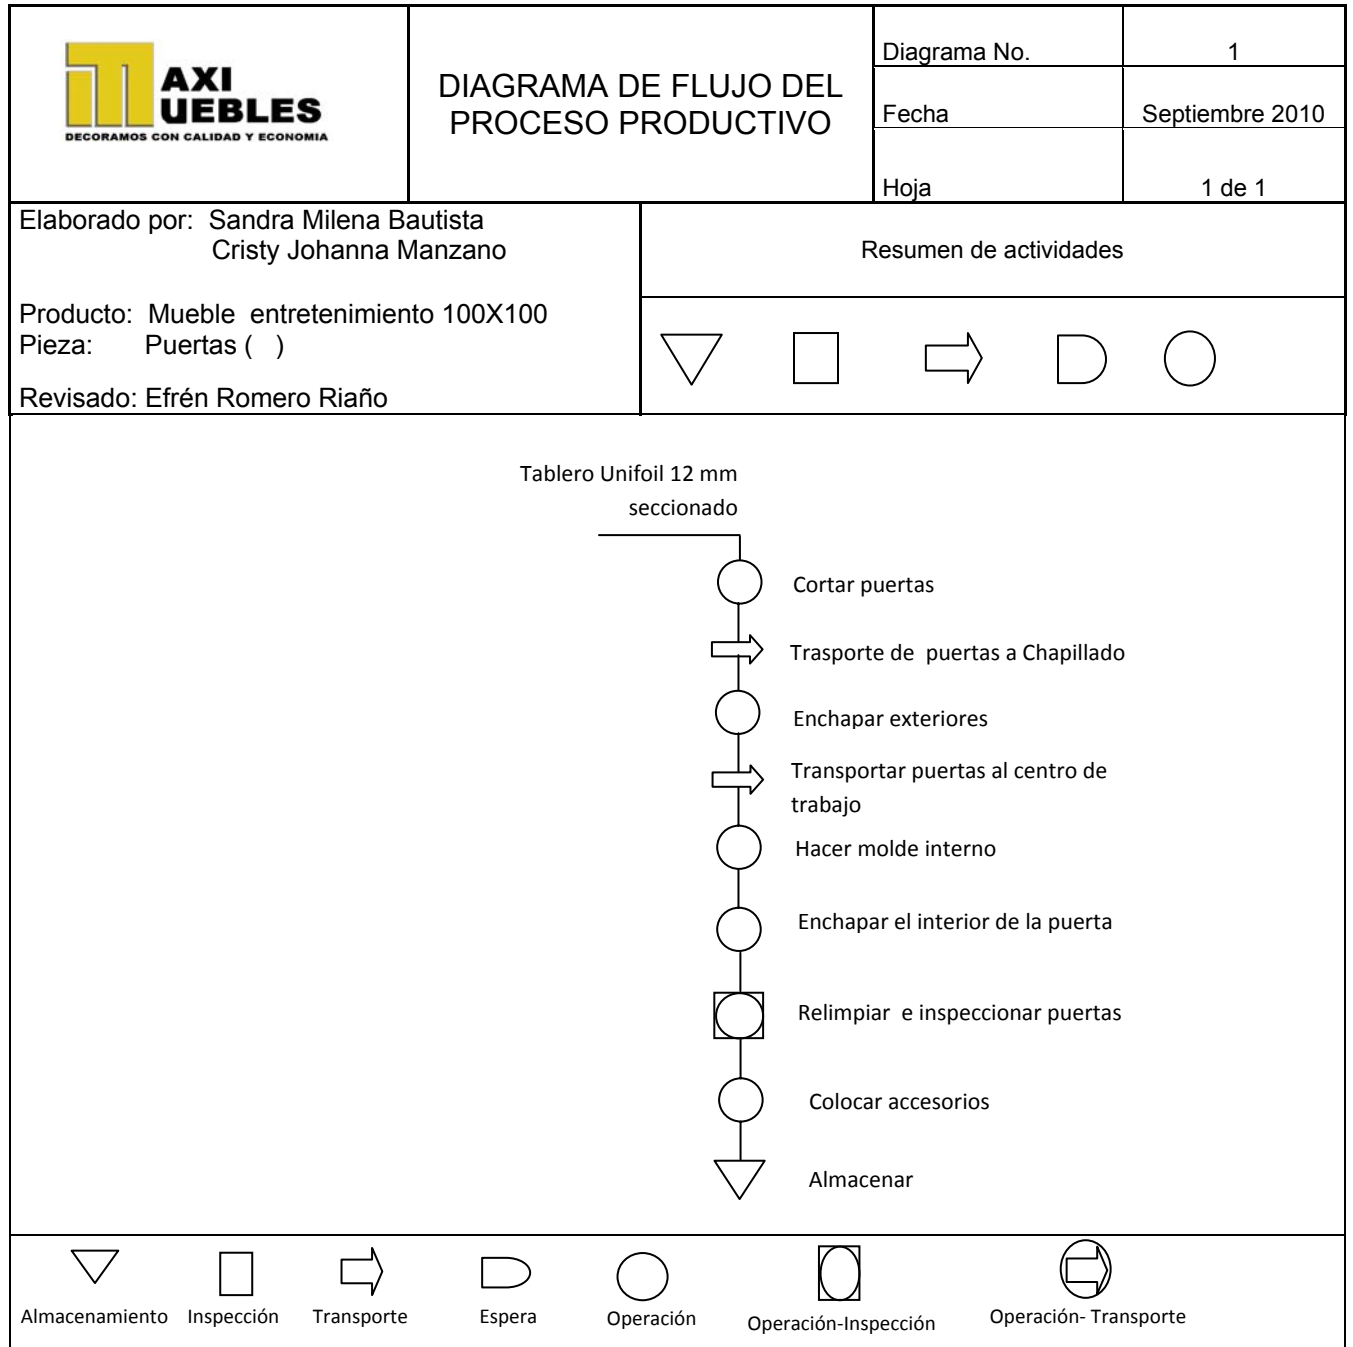 AXI
UEBLES
DECORAMOS CON CALIDAD Y ECONOMIA
DIAGRAMA DE FLUJO DEL
PROCESO PRODUCTIVO
Diagrama No. 1
Fecha Septiembre 2010
Hoja 1 de 1
Elaborado por: Sandra Milena Bautista
Cristy Johanna Manzano
Producto: Mueble entretenimiento 100X100
Pieza: Puertas ( )
Revisado: Efrén Romero Riaño
Resumen de actividades
Tablero Unifoil 12 mm
seccionado
Cortar puertas
Trasporte de puertas a Chapillado
Enchapar exteriores
Transportar puertas al centro de
trabajo
Hacer molde interno
Enchapar el interior de la puerta
Relimpiar e inspeccionar puertas
Colocar accesorios
Almacenar
Almacenamiento Inspección Transporte Espera Operación Operación-Inspección Operación- Transporte